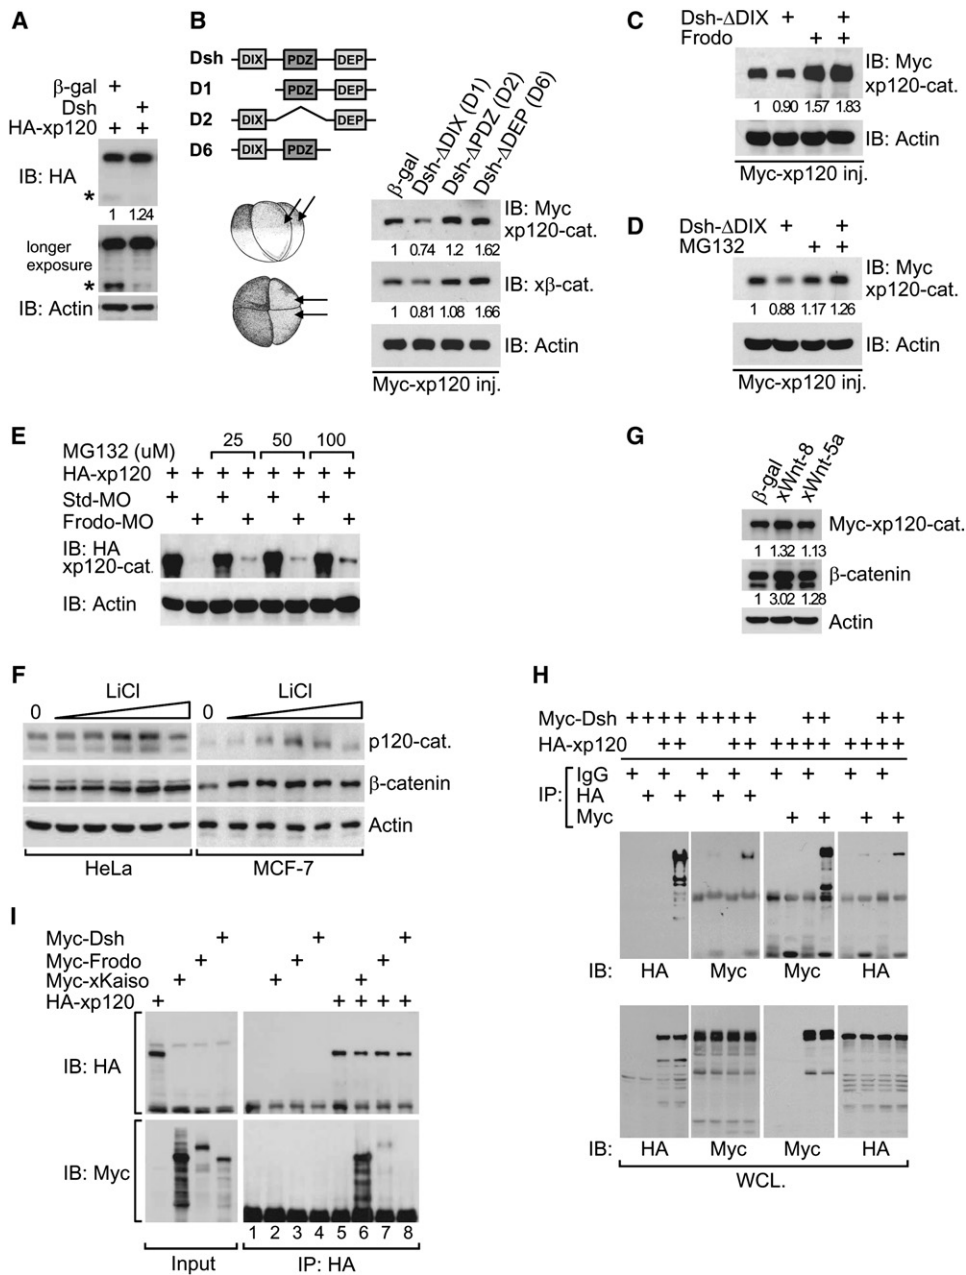 A
β-gal +
Dsh +
HA-xp120 + +
IB: HA
*
1 1.24
longer
exposure
*
IB: Actin
B
Dsh DIX PDZ DEP
D1 PDZ DEP
D2 DIX DEP
D6 DIX PDZ
β-gal
Dsh-ΔDIX (D1)
Dsh-ΔPDZ (D2)
Dsh-ΔDEP (D6)
IB: Myc
xp120-cat.
1 0.74 1.2 1.62
IB: xβ-cat.
1 0.81 1.08 1.66
IB: Actin
Myc-xp120 inj.
C
Dsh-ΔDIX + +
Frodo + +
IB: Myc
xp120-cat.
1 0.90 1.57 1.83
IB: Actin
Myc-xp120 inj.
D
Dsh-ΔDIX + +
MG132 + +
IB: Myc
xp120-cat.
1 0.88 1.17 1.26
IB: Actin
Myc-xp120 inj.
E
MG132 (uM) 25 50 100
HA-xp120 + + + + + + + +
Std-MO + + + +
Frodo-MO + + + +
IB: HA
xp120-cat.
IB: Actin
G
β-gal
xWnt-8
xWnt-5a
Myc-xp120-cat.
1 1.32 1.13
β-catenin
1 3.02 1.28
Actin
F
LiCl LiCl
0 0
p120-cat.
β-catenin
Actin
HeLa MCF-7
H
Myc-Dsh ++++ ++++ ++ ++
HA-xp120 ++ ++ ++++ ++++
IP: IgG + + + + + + + +
HA + + + + + +
Myc + +
IB: HA Myc Myc HA
IB: HA Myc Myc HA
WCL.
I
Myc-Dsh + + +
Myc-Frodo + + +
Myc-xKaiso + + +
HA-xp120 + + + + +
IB: HA
IB: Myc
1 2 3 4 5 6 7 8
Input IP: HA